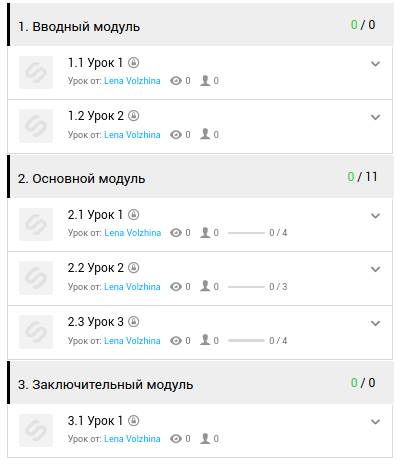 1. Вводный модуль 0 / 0
1.1 Урок 1
Урок от: Lena Volzhina 0 0
1.2 Урок 2
Урок от: Lena Volzhina 0 0
2. Основной модуль 0 / 11
2.1 Урок 1
Урок от: Lena Volzhina 0 0 0 / 4
2.2 Урок 2
Урок от: Lena Volzhina 0 0 0 / 3
2.3 Урок 3
Урок от: Lena Volzhina 0 0 0 / 4
3. Заключительный модуль 0 / 0
3.1 Урок 1
Урок от: Lena Volzhina 0 0